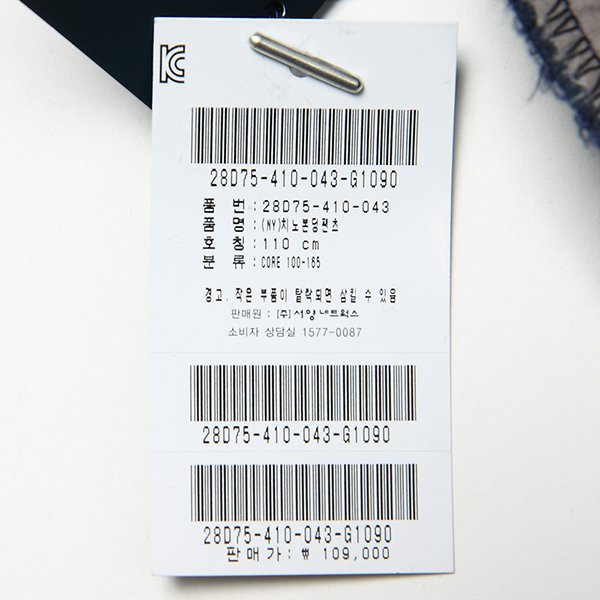 KC
28D75-410-043-G1090
품 번 : 28D75-410-043
품 명 : (NY)치노본딩팬츠
호 칭 : 110 cm
분 류 : CORE 100-165
경고. 작은 부품이 탈락되면 삼킬 수 있음
판매원 : (주)서양네트웍스
소비자 상담실 1577-0087
28D75-410-043-G1090
28D75-410-043-G1090
판매가: ₩ 109,000